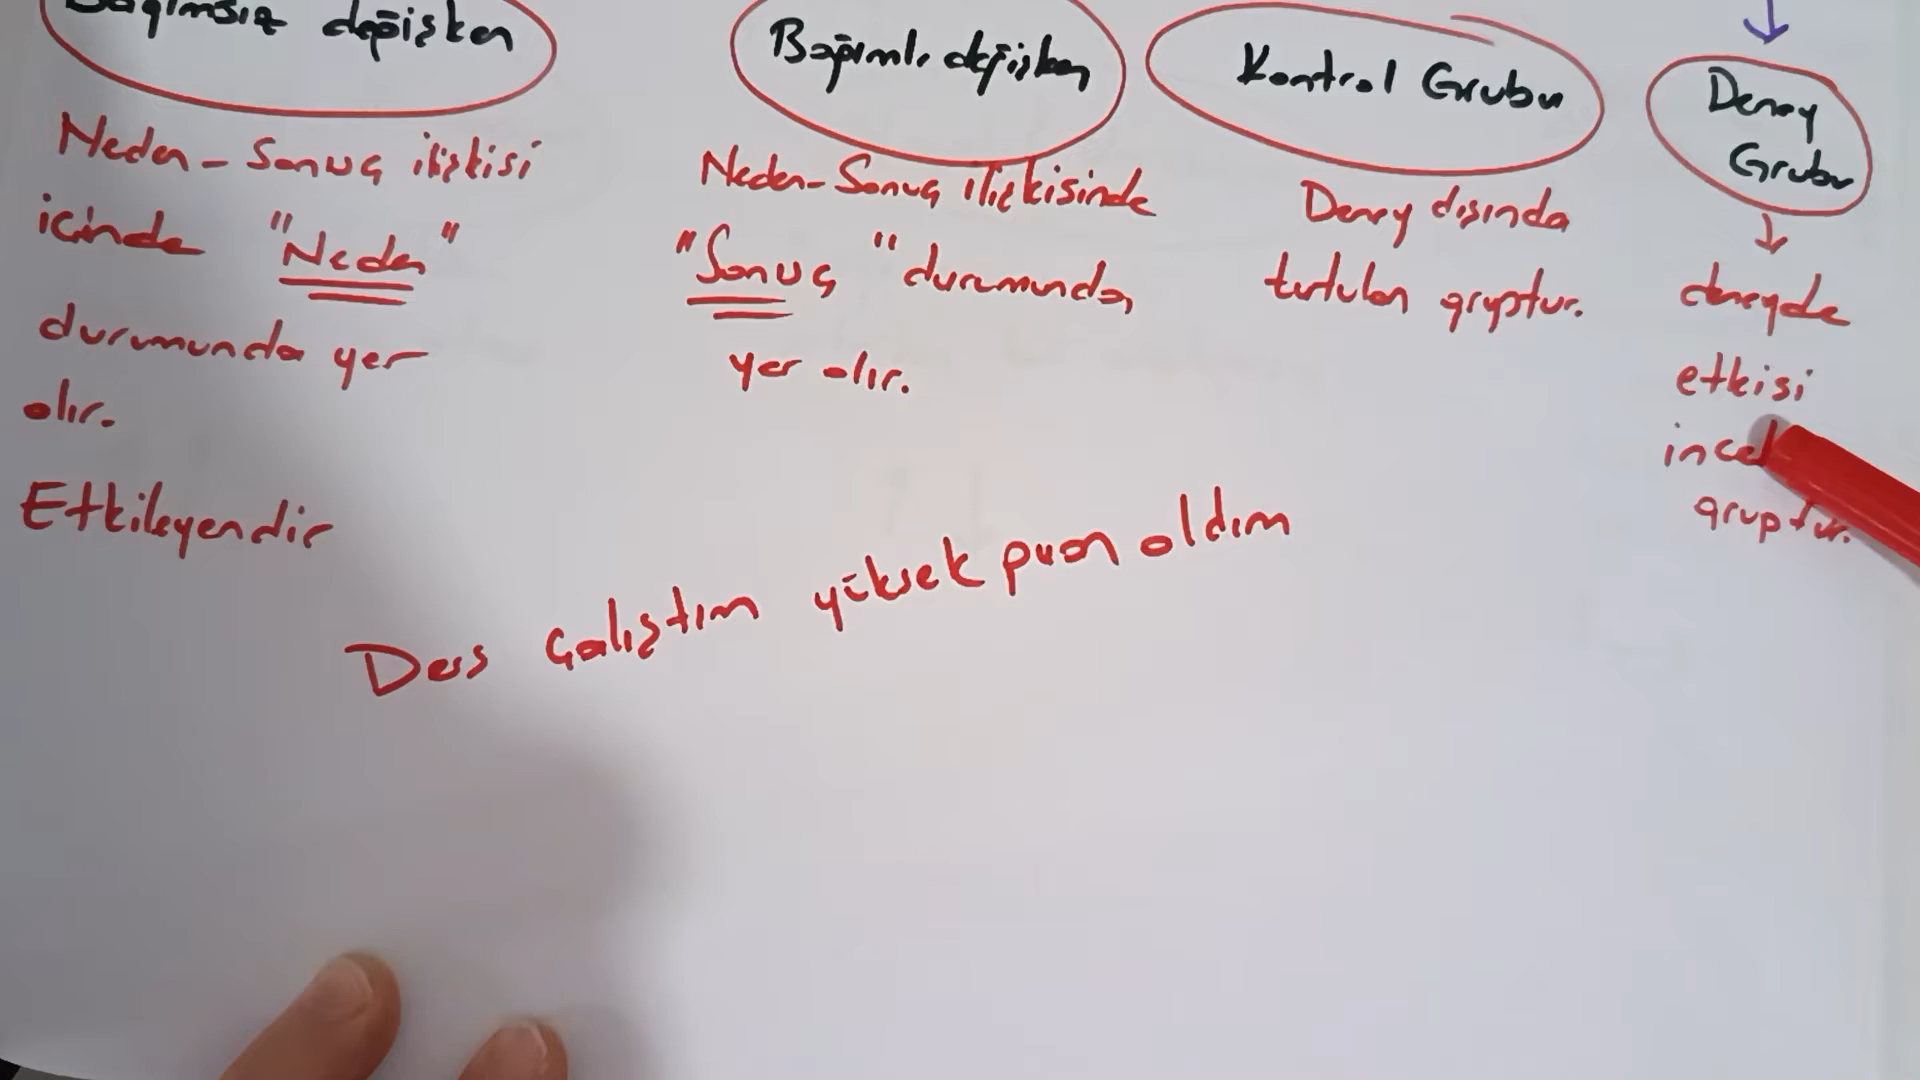 Bağımsız değişken
Neden-Sonuç ilişkisi
içinde "Neden"
durumunda yer
alır.
Etkileyendir
Bağımlı değişken
Neden-Sonuç ilişkisinde
"Sonuç" durumunda,
yer alır.
Kontrol Grubu
Deney dışında
tutulan gruptur.
Deney
Grubu
deneyde
etkisi
gruptur.
Ders çalıştım yüksek puan aldım